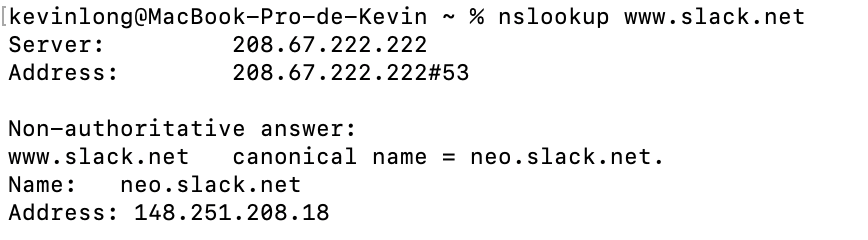 [kevinlong@MacBook-Pro-de-Kevin ~ % nslookup www.slack.net
Server: 208.67.222.222
Address: 208.67.222.222#53
Non-authoritative answer:
www.slack.net canonical name = neo.slack.net.
Name: neo.slack.net
Address: 148.251.208.18